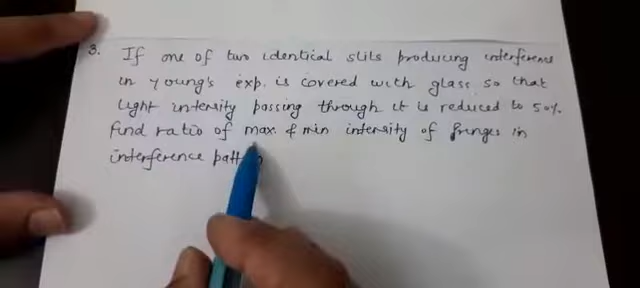 3. If one of two identical slits producing interference
in Young's exp. is covered with glass, so that
light intensity passing through it is reduced to 50%.
find ratio of max. & min intensity of fringes in
interference